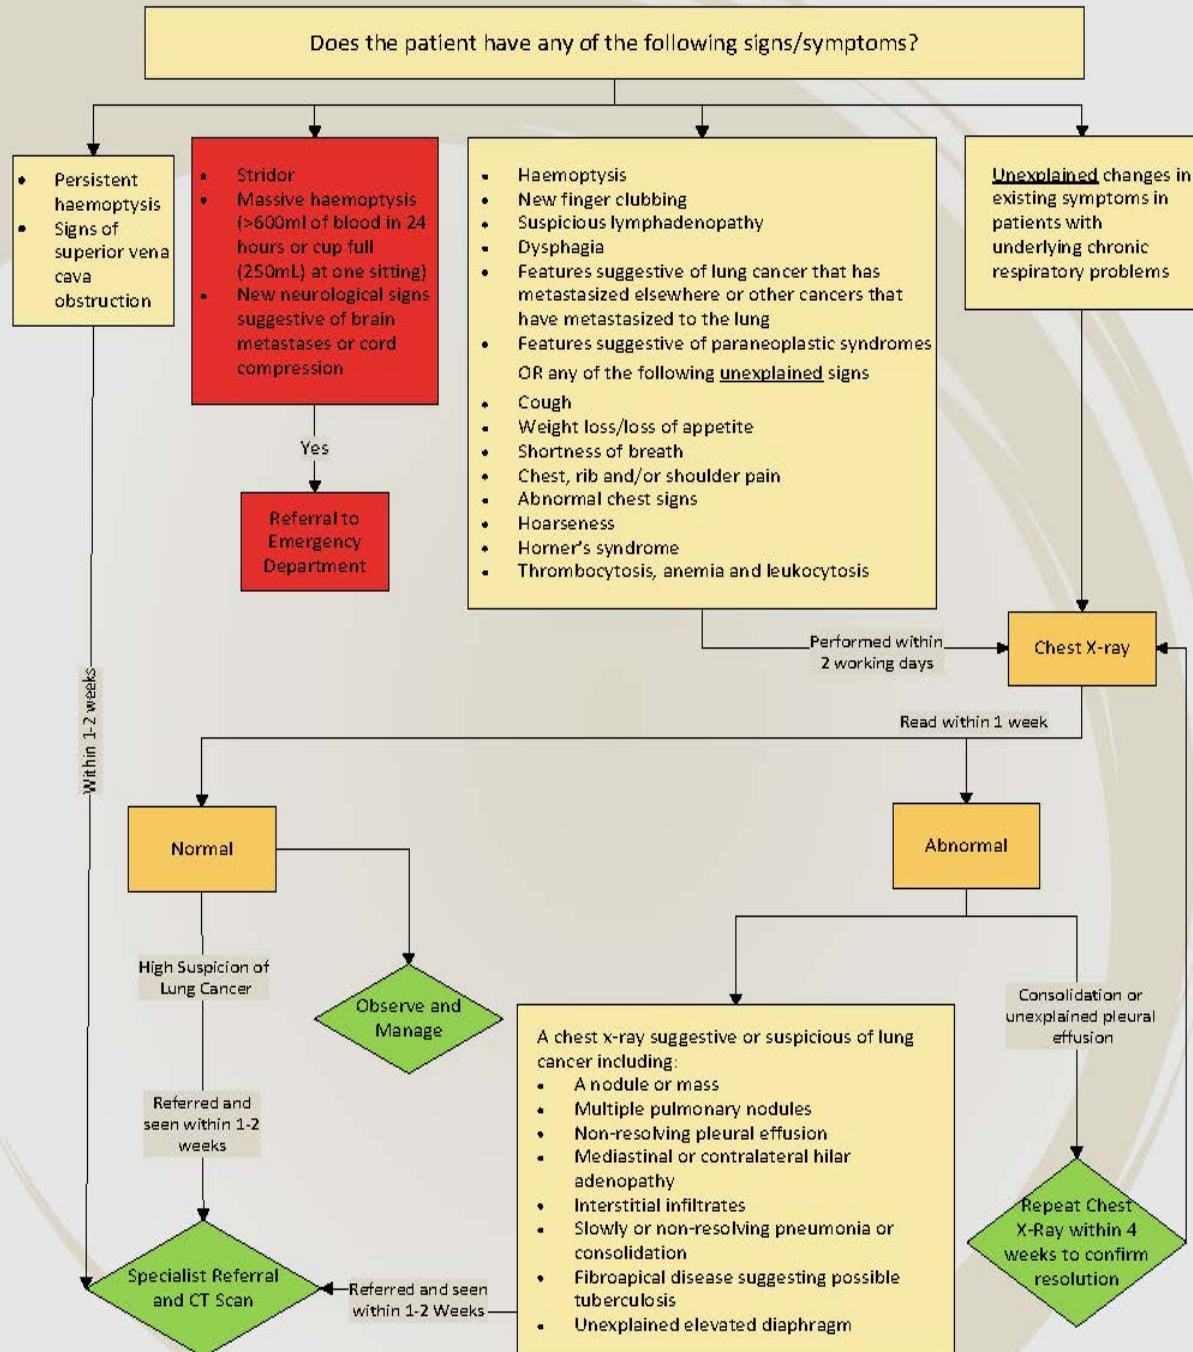 Does the patient have any of the following signs/symptoms?
• Persistent
haemoptysis
• Signs of
superior vena
cava
obstruction
• Stridor
• Massive haemoptysis
(>600ml of blood in 24
hours or cup full
(250mL) at one sitting)
• New neurological signs
suggestive of brain
metastases or cord
compression
• Haemoptysis
• New finger clubbing
• Suspicious lymphadenopathy
• Dysphagia
• Features suggestive of lung cancer that has
metastasized elsewhere or other cancers that
have metastasized to the lung
• Features suggestive of paraneoplastic syndromes
OR any of the following unexplained signs
• Cough
• Weight loss/loss of appetite
• Shortness of breath
• Chest, rib and/or shoulder pain
• Abnormal chest signs
• Hoarseness
• Horner's syndrome
• Thrombocytosis, anemia and leukocytosis
Unexplained changes in
existing symptoms in
patients with
underlying chronic
respiratory problems
Yes
Referral to
Emergency
Department
Within 1-2 weeks
Performed within
2 working days
Chest X-ray
Read within 1 week
Normal
Abnormal
High Suspicion of
Lung Cancer
Observe and
Manage
Referred and
seen within 1-2
weeks
Consolidation or
unexplained pleural
effusion
A chest x-ray suggestive or suspicious of lung
cancer including:
• A nodule or mass
• Multiple pulmonary nodules
• Non-resolving pleural effusion
• Mediastinal or contralateral hilar
adenopathy
• Interstitial infiltrates
• Slowly or non-resolving pneumonia or
consolidation
• Fibroapical disease suggesting possible
tuberculosis
• Unexplained elevated diaphragm
Repeat Chest
X-Ray within 4
weeks to confirm
resolution
Specialist Referral
and CT Scan
Referred and seen
within 1-2 Weeks